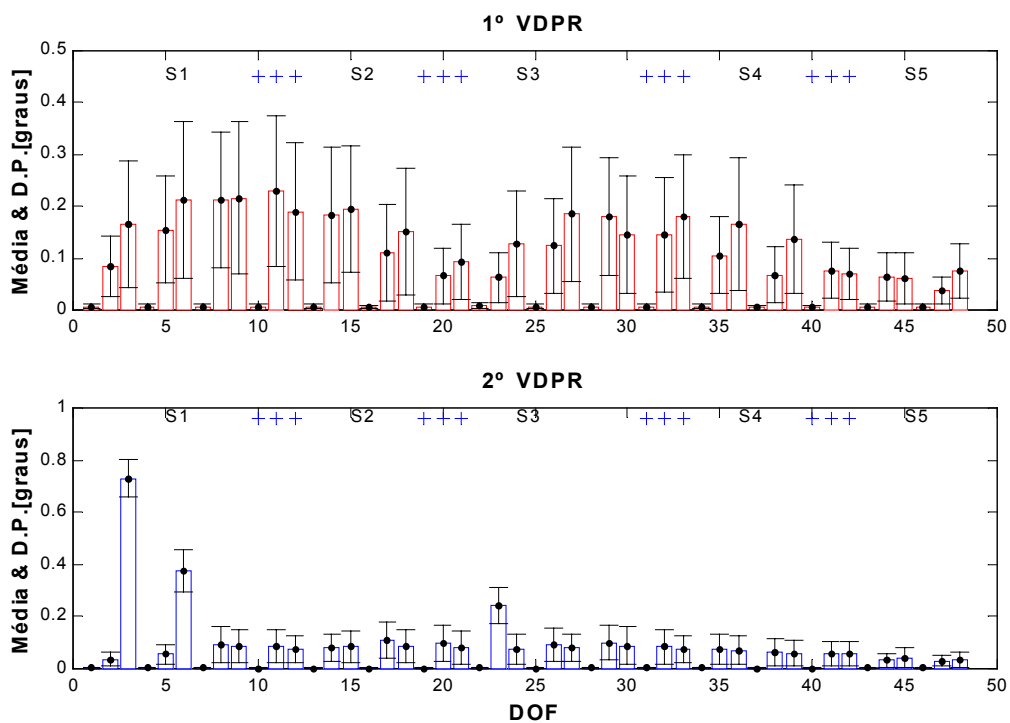 1º VDPR
0.5
S1 +++ S2 +++ S3 +++ S4 +++ S5
0.4
0.3
0.2
0.1
0
Média & D.P.[graus]
0 5 10 15 20 25 30 35 40 45 50
2º VDPR
1
S1 +++ S2 +++ S3 +++ S4 +++ S5
0.8
0.6
0.4
0.2
0
Média & D.P.[graus]
0 5 10 15 20 25 30 35 40 45 50
DOF